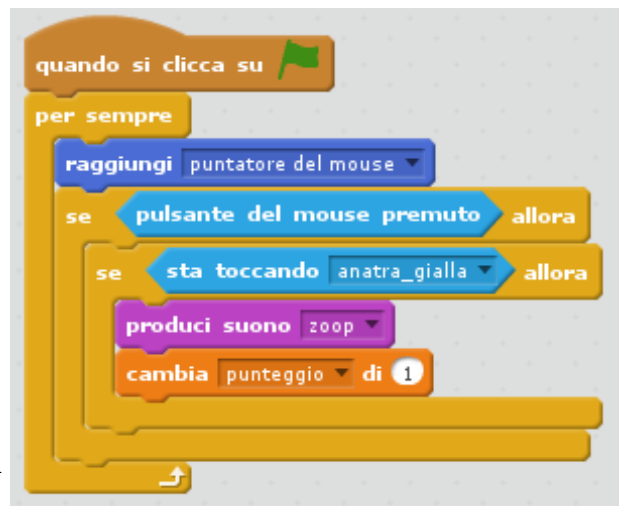 quando si clicca su
per sempre
raggiungi puntatore del mouse
se pulsante del mouse premuto allora
se sta toccando anatra_gialla allora
produci suono zoop
cambia punteggio di 1